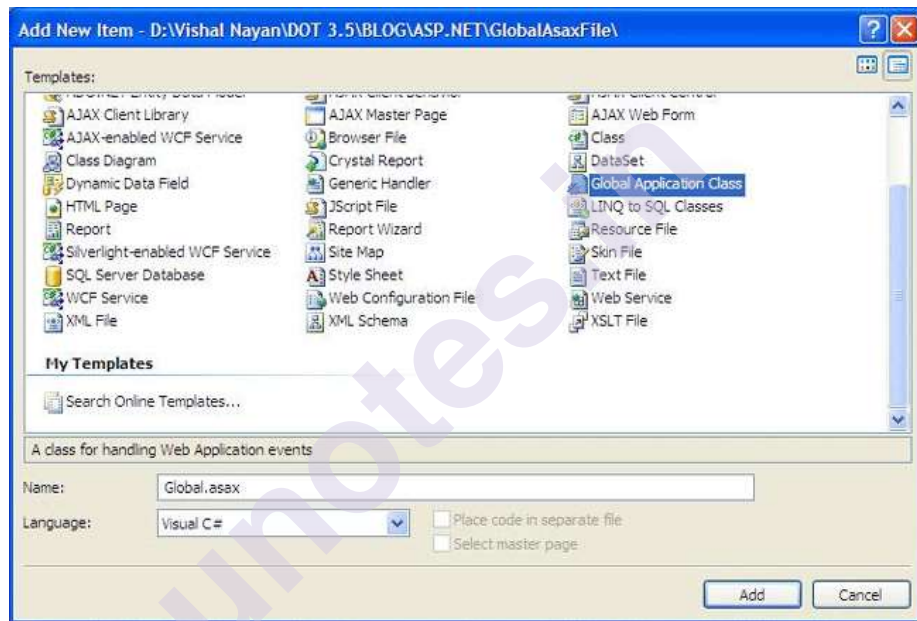 Add New Item - D:\Vishal Nayan\DOT 3.5\BLOG\ASP.NET\GlobalAsaxFile\
Templates:
AJAX Client Library AJAX Master Page AJAX Web Form
AJAX-enabled WCF Service Browser File Class
Class Diagram Crystal Report DataSet
Dynamic Data Field Generic Handler Global Application Class
HTML Page JScript File LINQ to SQL Classes
Report Report Wizard Resource File
Silverlight-enabled WCF Service Site Map Skin File
SQL Server Database Style Sheet Text File
WCF Service Web Configuration File Web Service
XML File XML Schema XSLT File
My Templates
Search Online Templates...
A class for handling Web Application events
Name: Global.asax
Language: Visual C#
Place code in separate file
Select master page
Add Cancel
unotes.in